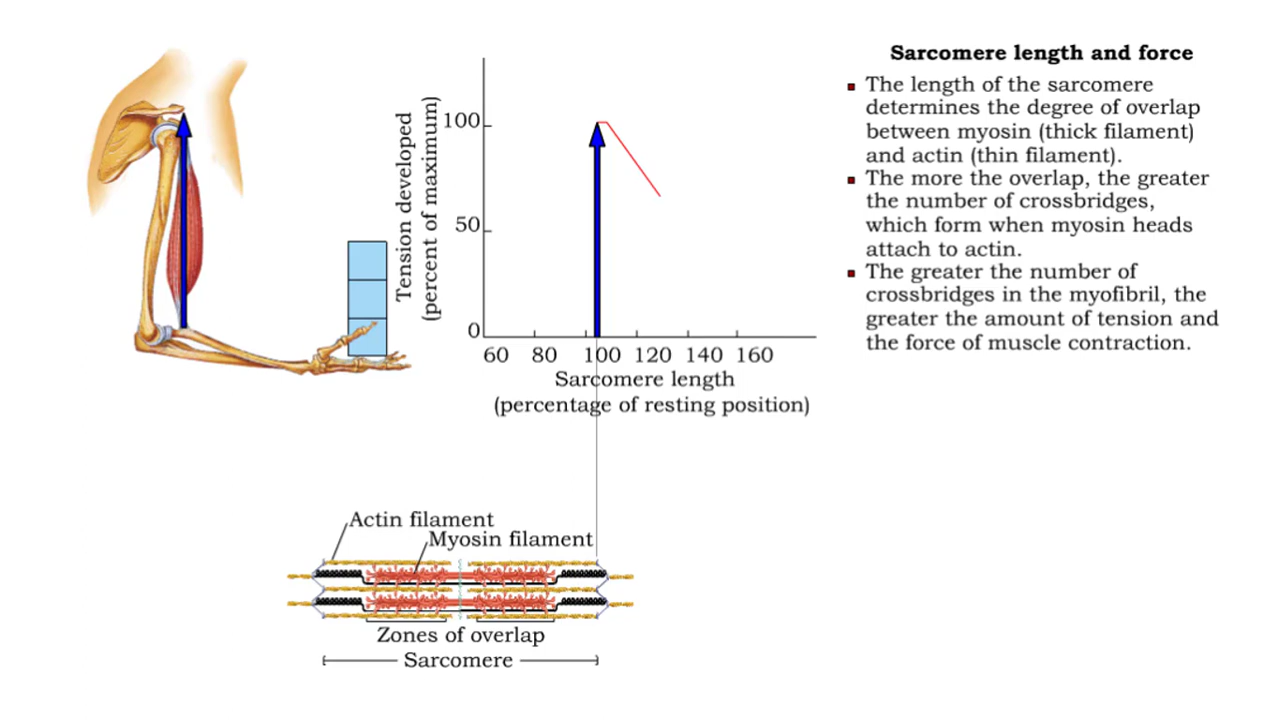 Sarcomere length and force
▪ The length of the sarcomere
determines the degree of overlap
between myosin (thick filament)
and actin (thin filament).
▪ The more the overlap, the greater
the number of crossbridges,
which form when myosin heads
attach to actin.
▪ The greater the number of
crossbridges in the myofibril, the
greater the amount of tension and
the force of muscle contraction.
Tension developed
(percent of maximum)
100
50
0
60 80 100 120 140 160
Sarcomere length
(percentage of resting position)
Actin filament
Myosin filament
Zones of overlap
Sarcomere